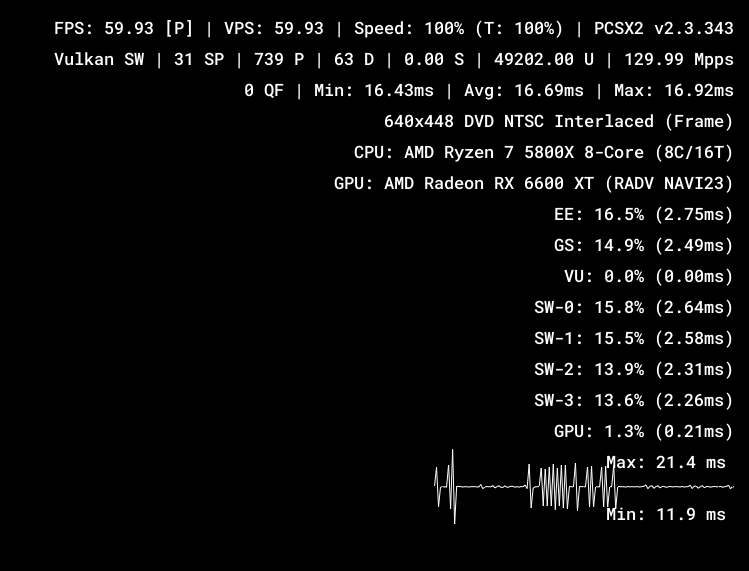 FPS: 59.93 [P] | VPS: 59.93 | Speed: 100% (T: 100%) | PCSX2 v2.3.343
Vulkan SW | 31 SP | 739 P | 63 D | 0.00 S | 49202.00 U | 129.99 Mpps
0 QF | Min: 16.43ms | Avg: 16.69ms | Max: 16.92ms
640x448 DVD NTSC Interlaced (Frame)
CPU: AMD Ryzen 7 5800X 8-Core (8C/16T)
GPU: AMD Radeon RX 6600 XT (RADV NAVI23)
EE: 16.5% (2.75ms)
GS: 14.9% (2.49ms)
VU: 0.0% (0.00ms)
SW-0: 15.8% (2.64ms)
SW-1: 15.5% (2.58ms)
SW-2: 13.9% (2.31ms)
SW-3: 13.6% (2.26ms)
GPU: 1.3% (0.21ms)
Max: 21.4 ms
Min: 11.9 ms